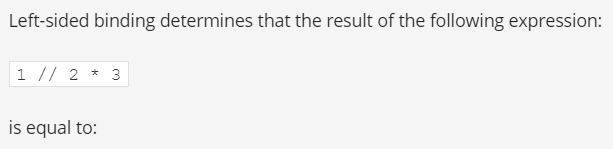 Left-sided binding determines that the result of the following expression:
1 // 2 * 3
is equal to: